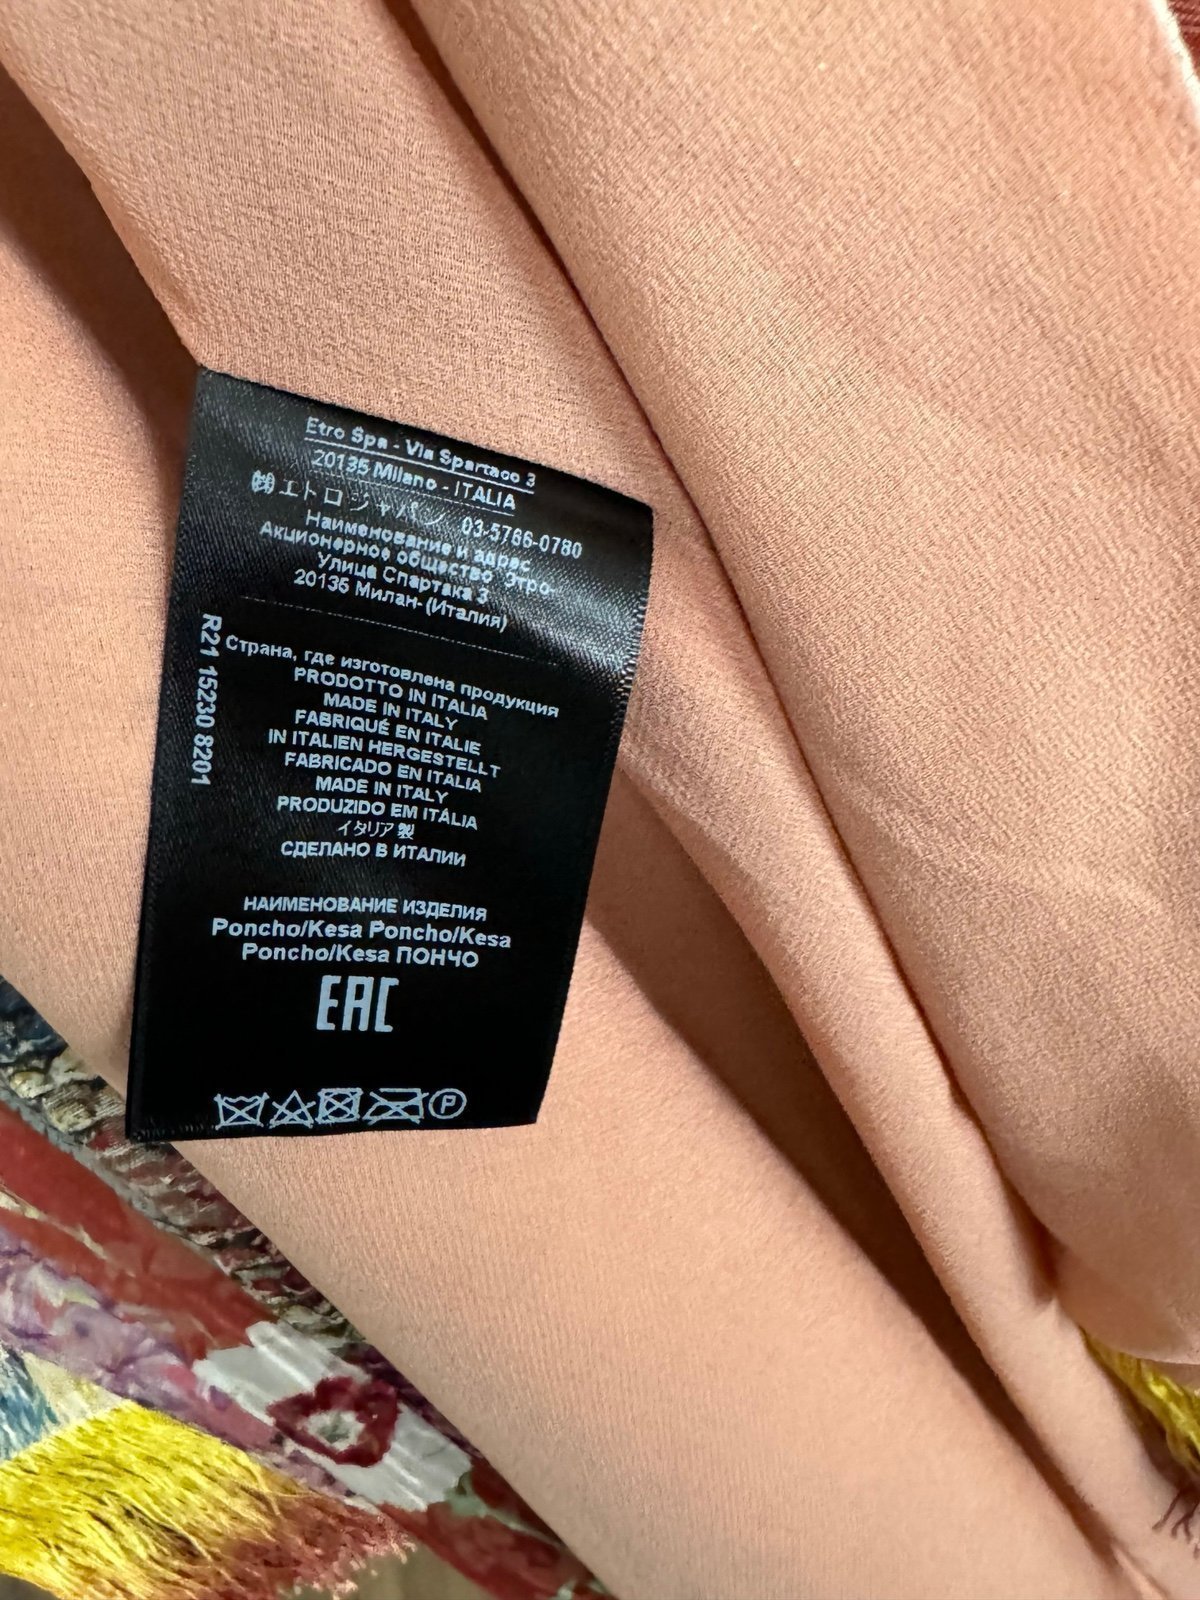 Etro Spa - Via Spartaco 3
20135 Milano - ITALIA
㈱エトロジャパン 03-5766-0780
Наименование и адрес
Акционерное общество Этро-
Улица Спартака 3
20135 Милан- (Италия)
Страна, где изготовлена продукция
PRODOTTO IN ITALIA
MADE IN ITALY
FABRIQUÉ EN ITALIE
IN ITALIEN HERGESTELLT
FABRICADO EN ITALIA
MADE IN ITALY
PRODUZIDO EM ITÁLIA
イタリア製
СДЕЛАНО В ИТАЛИИ
R21 15230 8201
НАИМЕНОВАНИЕ ИЗДЕЛИЯ
Poncho/Kesa Poncho/Kesa
Poncho/Kesa ПОНЧО
EAC
P